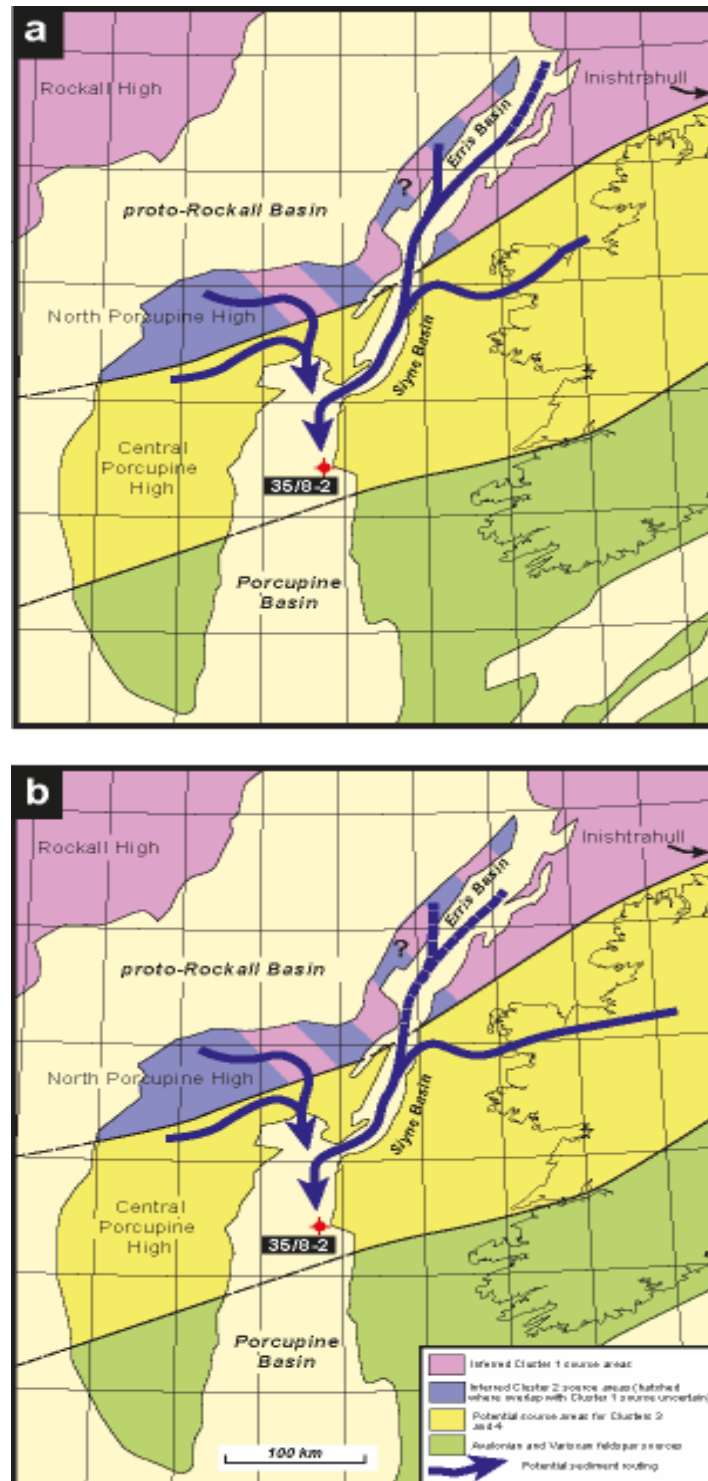 a
Rockall High
Inishtrahull
Erris Basin
?
proto-Rockall Basin
North Porcupine High
Slyne Basin
Central
Porcupine
High
35/8-2
Porcupine
Basin
b
Rockall High
Inishtrahull
Erris Basin
?
proto-Rockall Basin
North Porcupine High
Slyne Basin
Central
Porcupine
High
35/8-2
Porcupine
Basin
100 km
Inferred Cluster 1 source areas
Inferred Cluster 2 source areas (hatched
where overlap with Cluster 1 source uncertain)
Potential source areas for Clusters 3
and 4
Avalonian and Variscan feldspar sources
Potential sediment routing